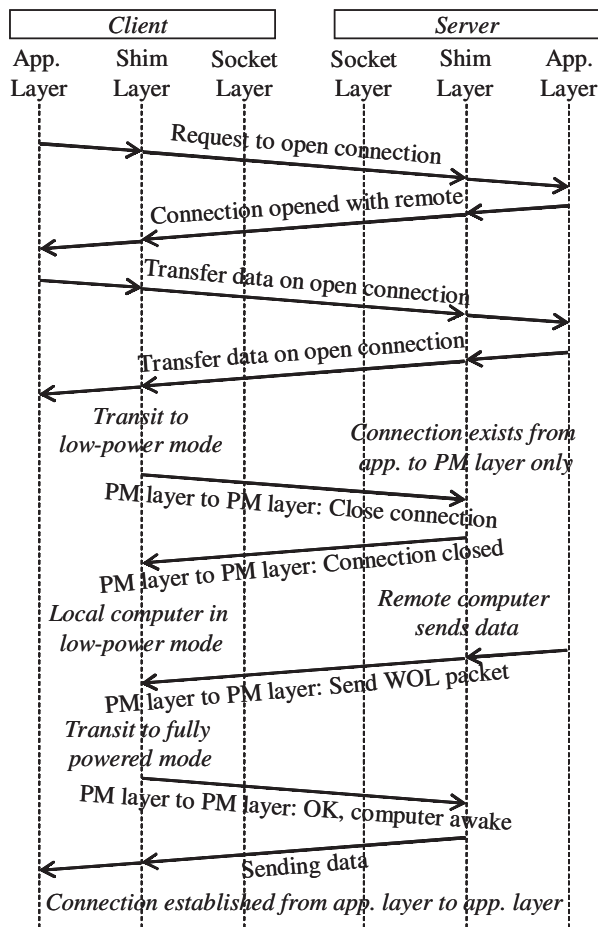 Client Server
App. Shim Socket Socket Shim App.
Layer Layer Layer Layer Layer Layer
Request to open connection
Connection opened with remote
Transfer data on open connection
Transfer data on open connection
Transit to
low-power mode
Connection exists from
app. to PM layer only
PM layer to PM layer: Close connection
PM layer to PM layer: Connection closed
Local computer in
low-power mode
Remote computer
sends data
PM layer to PM layer: Send WOL packet
Transit to fully
powered mode
PM layer to PM layer: OK, computer awake
Sending data
Connection established from app. layer to app. layer